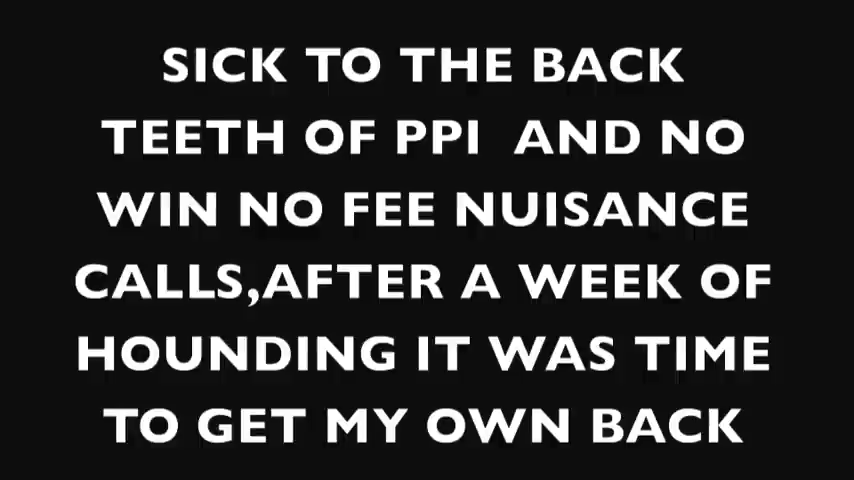 SICK TO THE BACK
TEETH OF PPI  AND NO
WIN NO FEE NUISANCE
CALLS,AFTER A WEEK OF
HOUNDING IT WAS TIME
TO GET MY OWN BACK